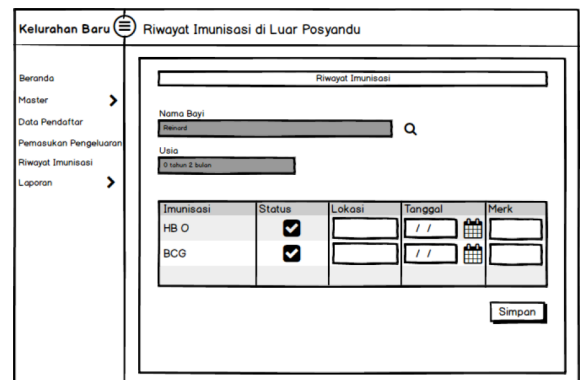 Kelurahan Baru
Riwayat Imunisasi di Luar Posyandu
Beranda
Master
Data Pendaftar
Pemasukan Pengeluaran
Riwayat Imunisasi
Laporan
Riwayat Imunisasi
Nama Bayi
Reinard
Usia
0 tahun 2 bulan
Imunisasi Status Lokasi Tanggal Merk
HB 0 / /
BCG / /
Simpan